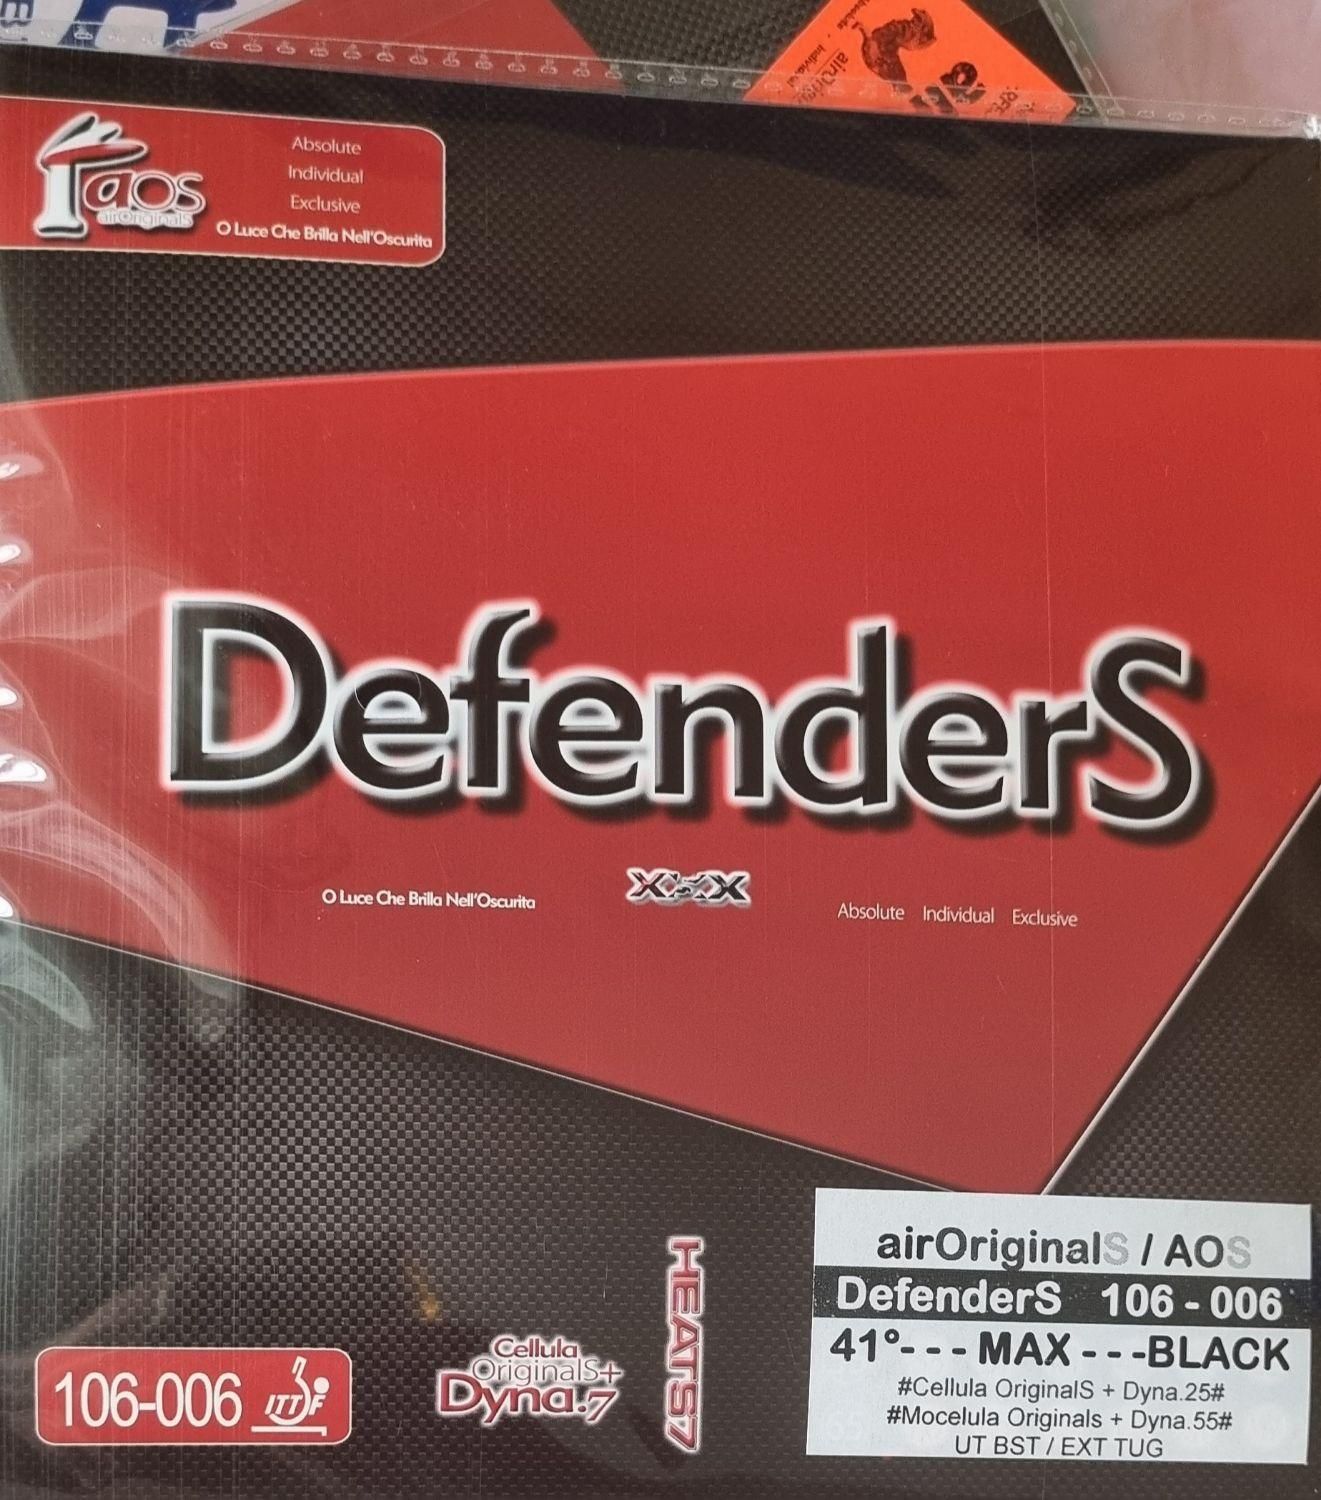 aos
airOriginalS
Absolute
Individual
Exclusive
O Luce Che Brilla Nell'Oscurita
DefenderS
O Luce Che Brilla Nell'Oscurita
Absolute Individual Exclusive
106-006 ITTF
Cellula
OriginalS+
Dyna.7
HEATS7
airOriginalS / AOS
DefenderS 106 - 006
41°- - - MAX - - -BLACK
#Cellula OriginalS + Dyna.25#
#Mocelula Originals + Dyna.55#
UT BST / EXT TUG